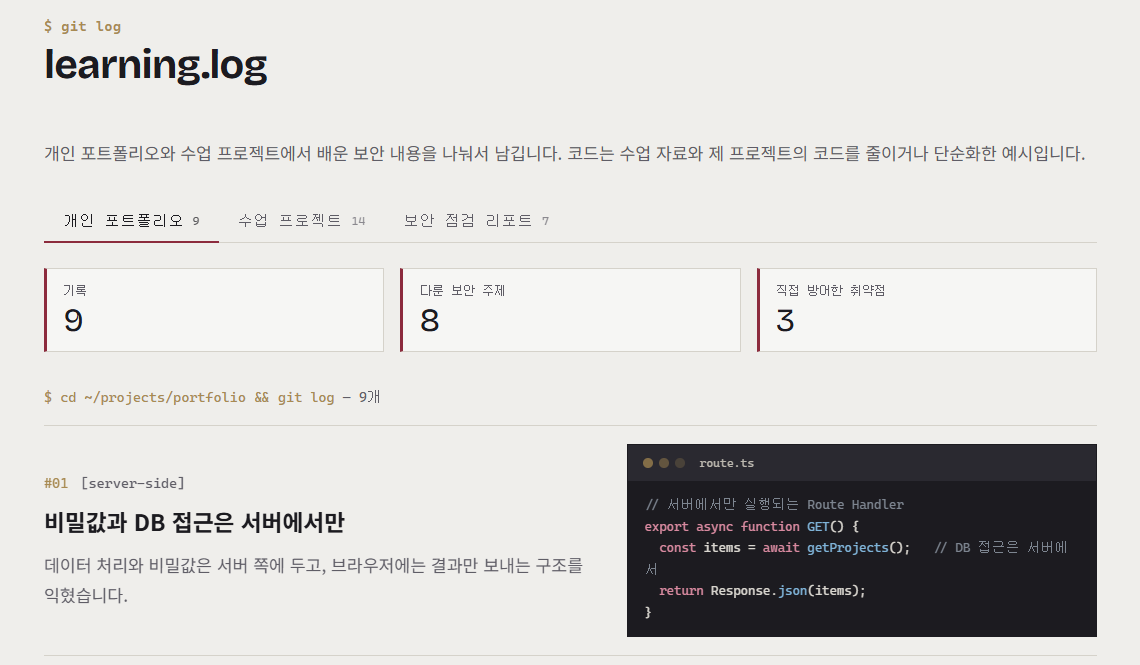 $ git log
learning.log
개인 포트폴리오와 수업 프로젝트에서 배운 보안 내용을 나눠서 남깁니다. 코드는 수업 자료와 제 프로젝트의 코드를 줄이거나 단순화한 예시입니다.
개인 포트폴리오 9 수업 프로젝트 14 보안 점검 리포트 7
기록
9
다룬 보안 주제
8
직접 방어한 취약점
3
$ cd ~/projects/portfolio && git log — 9개
#01 [server-side]
비밀값과 DB 접근은 서버에서만
데이터 처리와 비밀값은 서버 쪽에 두고, 브라우저에는 결과만 보내는 구조를
익혔습니다.
route.ts
// 서버에서만 실행되는 Route Handler
export async function GET() {
  const items = await getProjects();   // DB 접근은 서버에
서
  return Response.json(items);
}